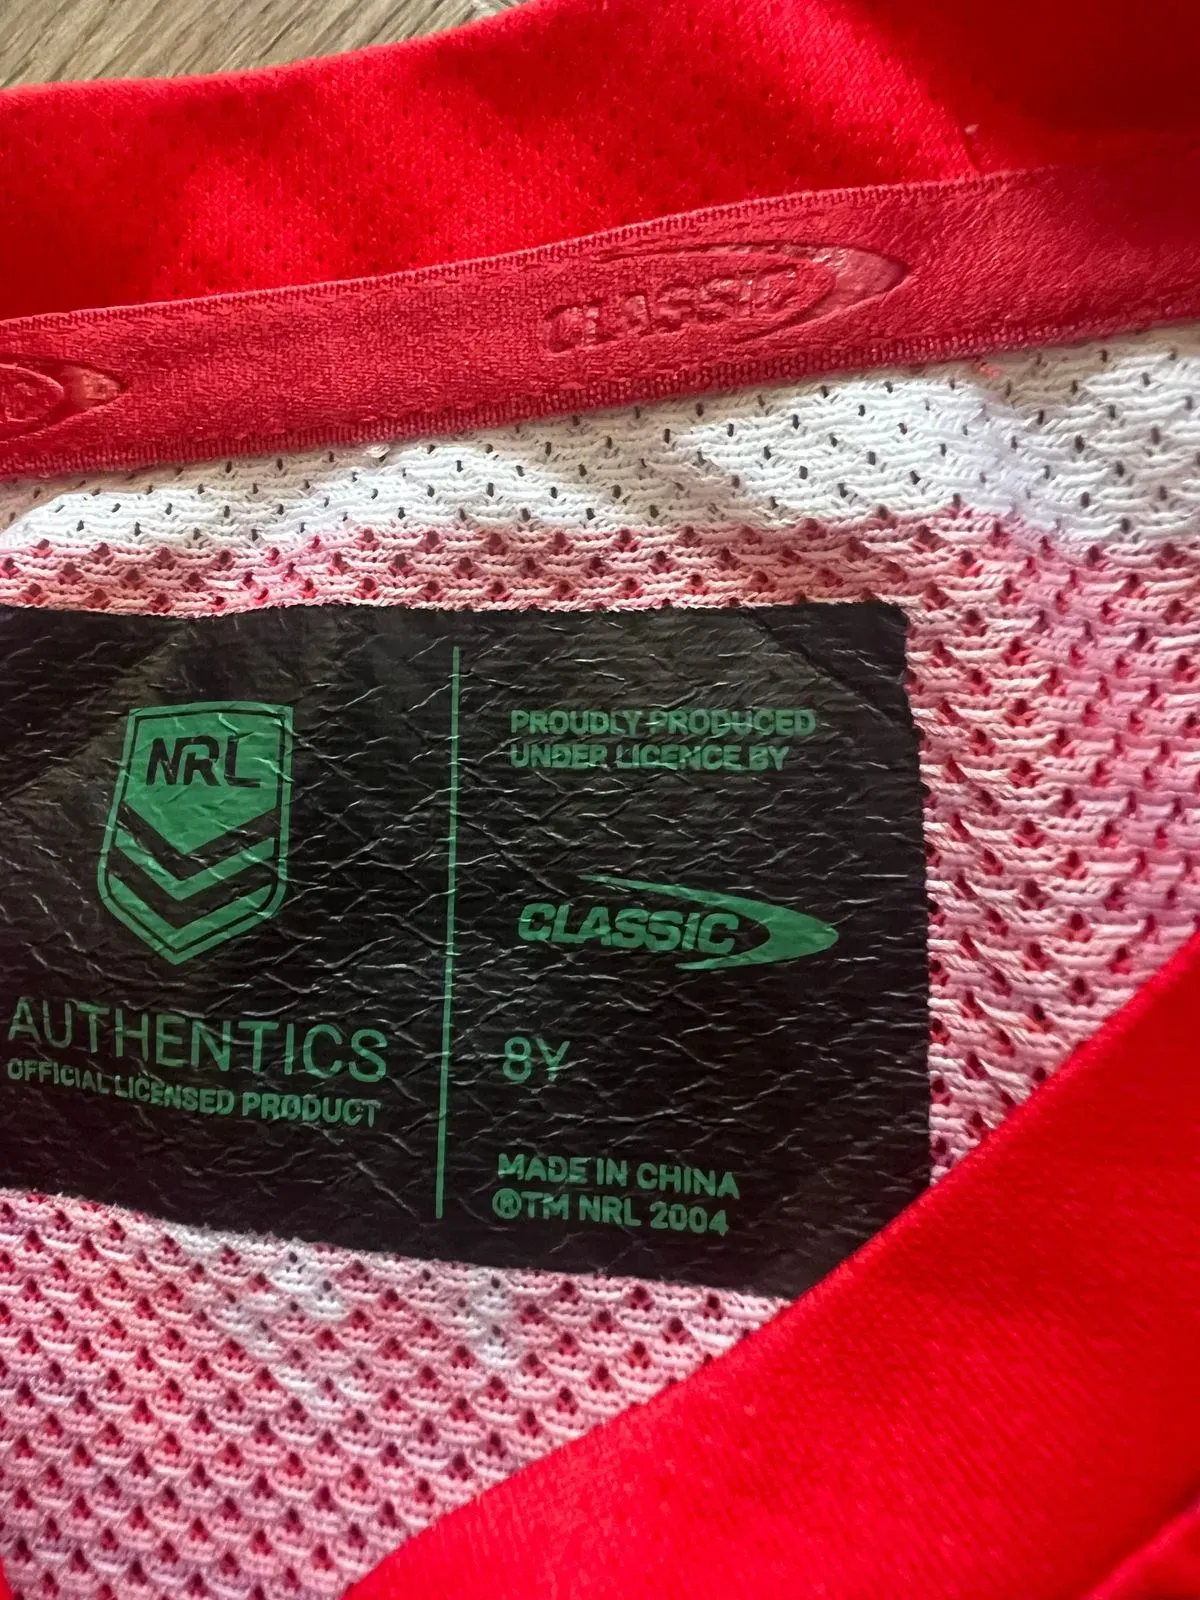 CLASSIC
NRL
AUTHENTICS
OFFICIAL LICENSED PRODUCT
PROUDLY PRODUCED
UNDER LICENCE BY
CLASSIC
8Y
MADE IN CHINA
®TM NRL 2004